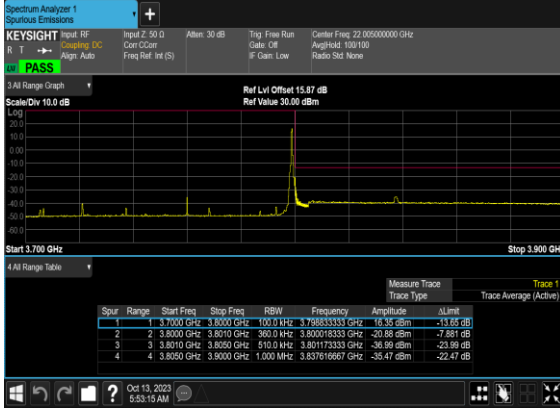 Spectrum Analyzer 1
Spurious Emissions
+
KEYSIGHT Input: RF Input Z: 50 Ω Atten: 30 dB Trig: Free Run Center Freq: 22.005000000 GHz
R T Coupling: DC Corr CCorr Gate: Off Avg|Hold: 100/100
Align: Auto Freq Ref: Int (S) IF Gain: Low Radio Std: None
LXI PASS
3 All Range Graph Ref Lvl Offset 15.87 dB
Scale/Div 10.0 dB Ref Value 30.00 dBm
Log
20.0
10.0
0.00
-10.0
-20.0
-30.0
-40.0
-50.0
-60.0
Start 3.700 GHz Stop 3.900 GH
4 All Range Table
Measure Trace Trace 1
Trace Type Trace Average (Active)
Spur Range Start Freq Stop Freq RBW Frequency Amplitude ΔLimit
1 1 3.7000 GHz 3.8000 GHz 100.0 kHz 3.798833333 GHz 16.35 dBm -13.65 dB
2 2 3.8000 GHz 3.8010 GHz 360.0 kHz 3.800018333 GHz -20.88 dBm -7.881 dB
3 3 3.8010 GHz 3.8050 GHz 510.0 kHz 3.801173333 GHz -36.99 dBm -23.99 dB
4 4 3.8050 GHz 3.9000 GHz 1.000 MHz 3.837616667 GHz -35.47 dBm -22.47 dB
? Oct 13, 2023
5:53:15 AM